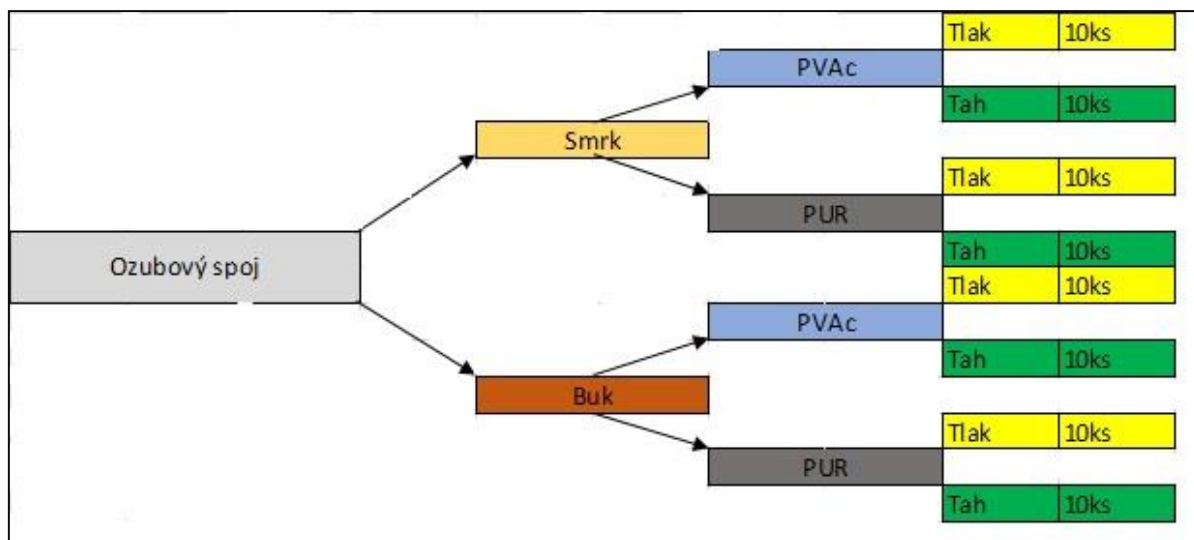 Tlak 10ks
PVAc
Tah 10ks
Smrk
Tlak 10ks
PUR
Tah 10ks
Ozubový spoj
Tlak 10ks
PVAc
Tah 10ks
Buk
Tlak 10ks
PUR
Tah 10ks